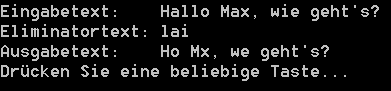 Eingabetext:    Hallo Max, wie geht's?
Eliminatortext: lai
Ausgabetext:    Ho Mx, we geht's?
Drücken Sie eine beliebige Taste...